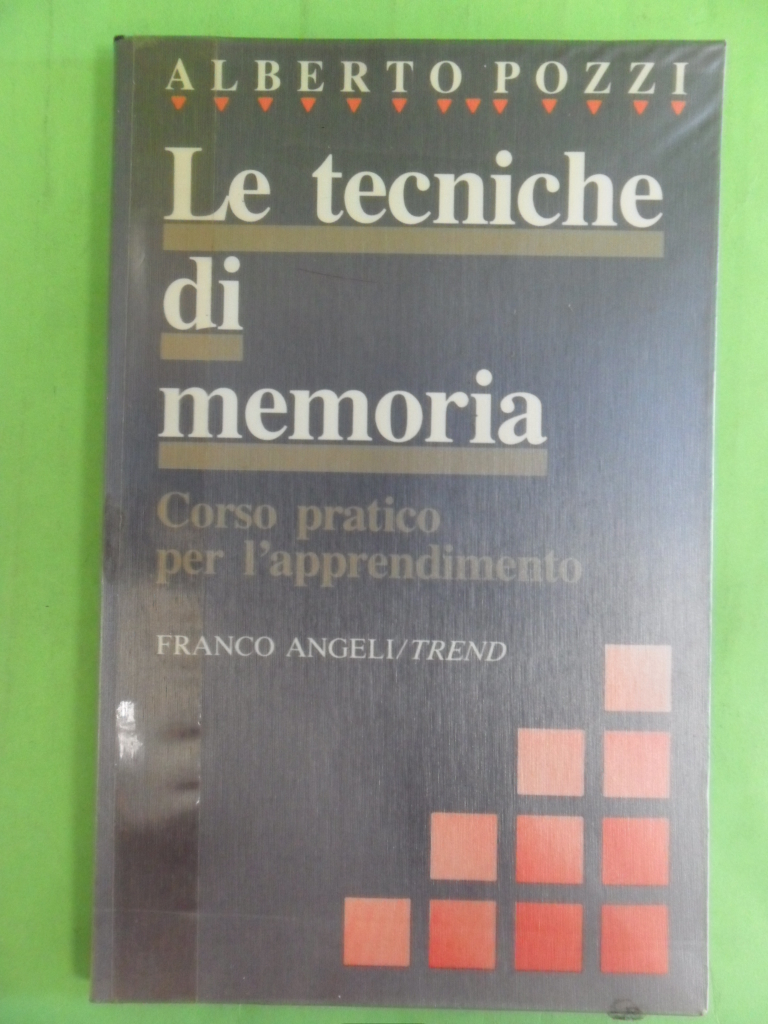 ALBERTO POZZI
Le tecniche
di
memoria
Corso pratico
per l'apprendimento
FRANCO ANGELI/TREND